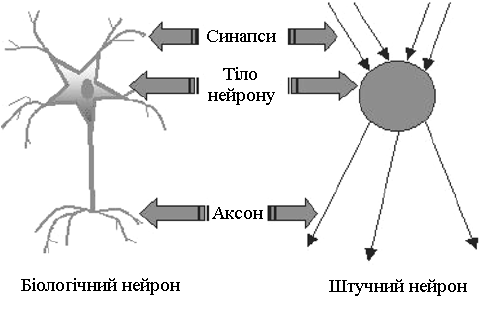 Синапси
Тіло
нейрону
Аксон
Біологічний нейрон
Штучний нейрон